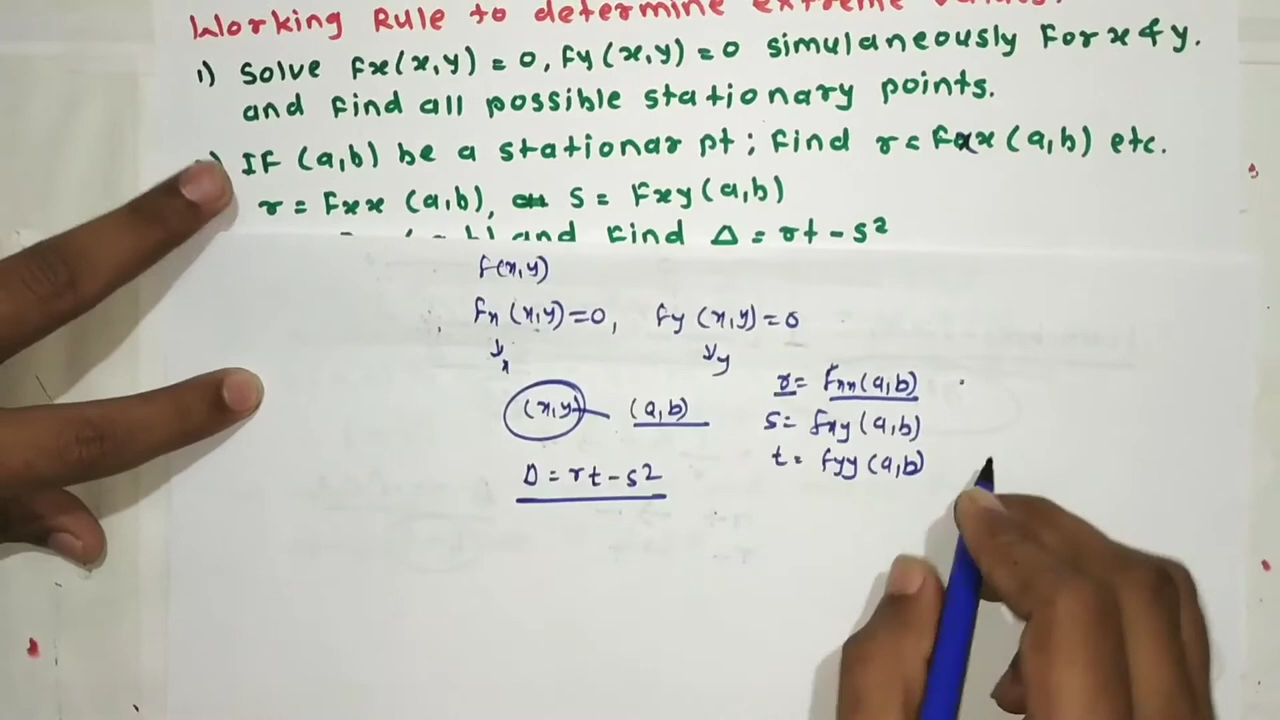 Working Rule to determine extreme values.
1) Solve fx(x,y) = 0, fy(x,y) = 0 simulaneously For x & y.
and find all possible stationary points.
If (a,b) be a stationar pt; Find r = fxx (a,b) etc.
r = fxx (a,b), s = fxy(a,b)
and find Δ = rt - s²
f(x,y)
fx (x,y) = 0, fy (x,y) = 0
↓x ↓y
r = fxx(a,b)
(x,y) (a,b) s = fxy(a,b)
t = fyy(a,b)
Δ = rt - s²